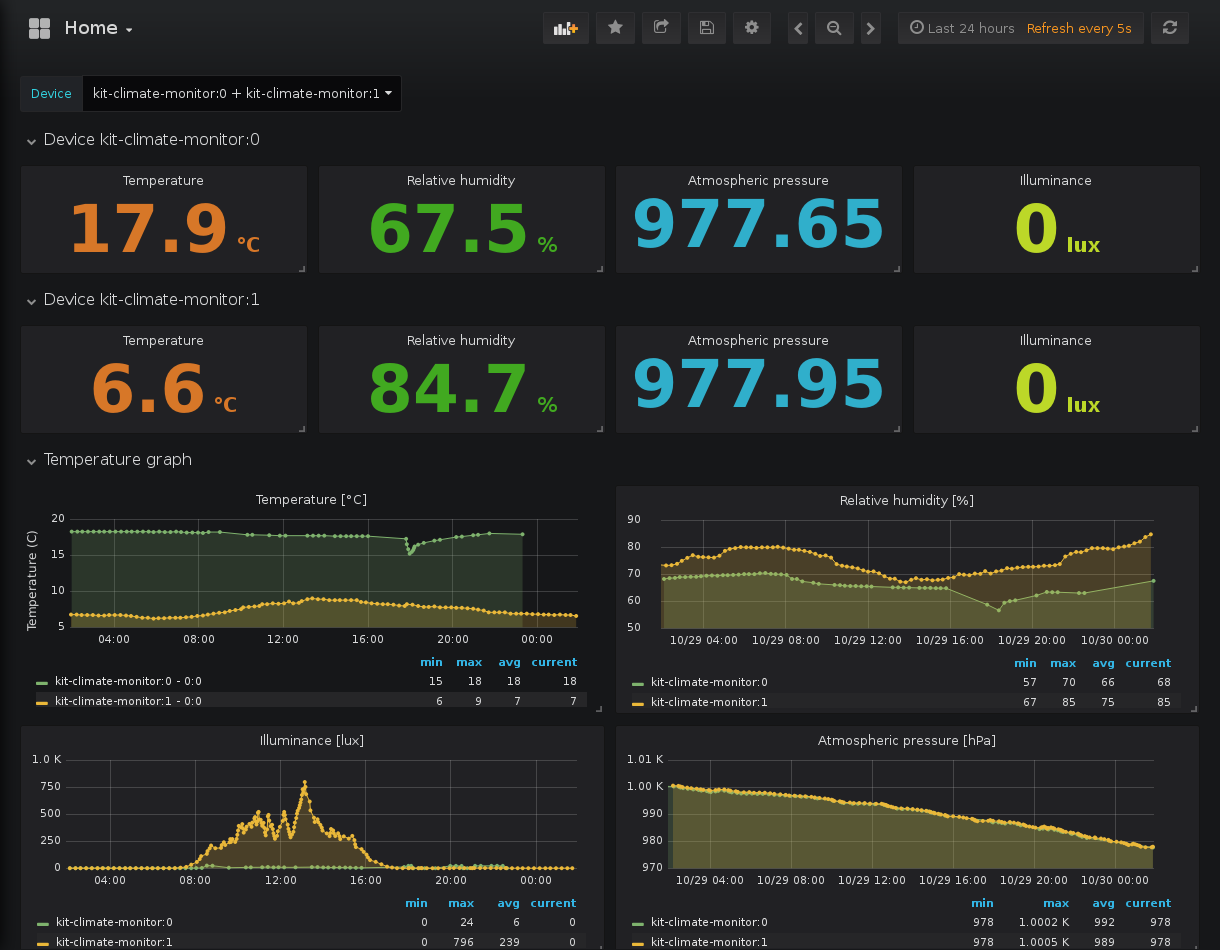 Home
Last 24 hours Refresh every 5s
Device kit-climate-monitor:0 + kit-climate-monitor:1
Device kit-climate-monitor:0
Temperature Relative humidity Atmospheric pressure Illuminance
17.9 °C 67.5 % 977.65 0 lux
Device kit-climate-monitor:1
Temperature Relative humidity Atmospheric pressure Illuminance
6.6 °C 84.7 % 977.95 0 lux
Temperature graph
Temperature [°C]
Temperature (C)
20
15
10
5
04:00 08:00 12:00 16:00 20:00 00:00
min max avg current
kit-climate-monitor:0 - 0:0 15 18 18 18
kit-climate-monitor:1 - 0:0 6 9 7 7
Relative humidity [%]
90
80
70
60
50
10/29 04:00 10/29 08:00 10/29 12:00 10/29 16:00 10/29 20:00 10/30 00:00
min max avg current
kit-climate-monitor:0 57 70 66 68
kit-climate-monitor:1 67 85 75 85
Illuminance [lux]
1.0 K
750
500
250
0
04:00 08:00 12:00 16:00 20:00 00:00
min max avg current
kit-climate-monitor:0 0 24 6 0
kit-climate-monitor:1 0 796 239 0
Atmospheric pressure [hPa]
1.01 K
1.00 K
990
980
970
10/29 04:00 10/29 08:00 10/29 12:00 10/29 16:00 10/29 20:00 10/30 00:00
min max avg current
kit-climate-monitor:0 978 1.0002 K 992 978
kit-climate-monitor:1 978 1.0005 K 989 978